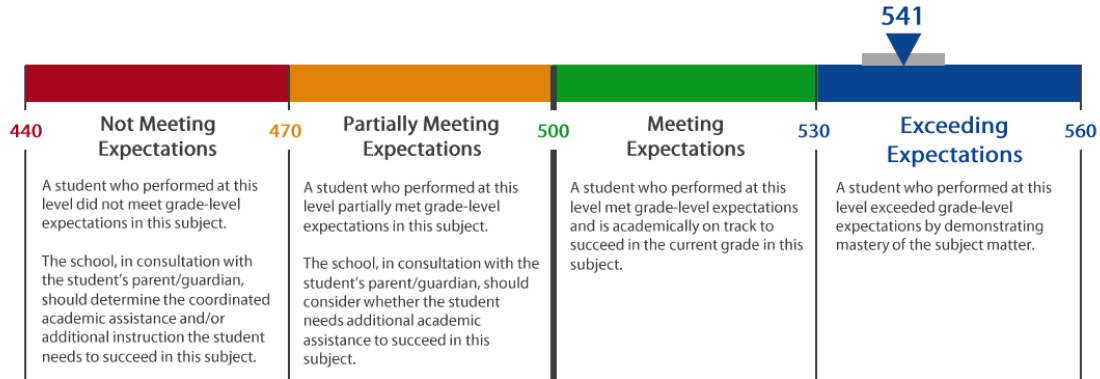 541
440
Not Meeting
Expectations
470
Partially Meeting
Expectations
500
Meeting
Expectations
530
Exceeding
Expectations
560
A student who performed at this
level did not meet grade-level
expectations in this subject.
The school, in consultation with
the student's parent/guardian,
should determine the coordinated
academic assistance and/or
additional instruction the student
needs to succeed in this subject.
A student who performed at this
level partially met grade-level
expectations in this subject.
The school, in consultation with the
student's parent/guardian, should
consider whether the student
needs additional academic
assistance to succeed in this
subject.
A student who performed at this
level met grade-level expectations
and is academically on track to
succeed in the current grade in this
subject.
A student who performed at this
level exceeded grade-level
expectations by demonstrating
mastery of the subject matter.